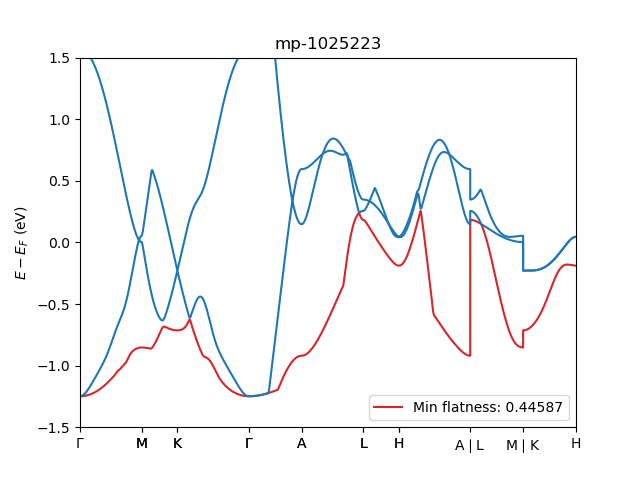 mp-1025223
E − E_F (eV)
1.5
1.0
0.5
0.0
−0.5
−1.0
−1.5
Min flatness: 0.44587
Γ M K Γ A L H A | L M | K H